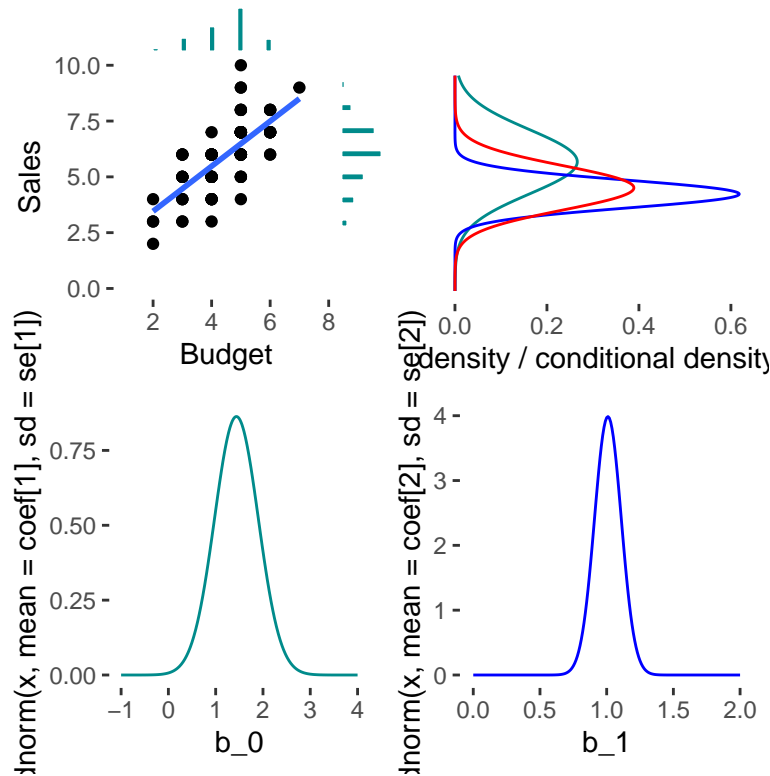 Sales
10.0
7.5
5.0
2.5
0.0
2 4 6 8
Budget
0.0 0.2 0.4 0.6
density / conditional density
dnorm(x, mean = coef[1], sd = se[1])
0.75
0.50
0.25
0.00
−1 0 1 2 3 4
b_0
dnorm(x, mean = coef[2], sd = se[2])
4
3
2
1
0
0.0 0.5 1.0 1.5 2.0
b_1